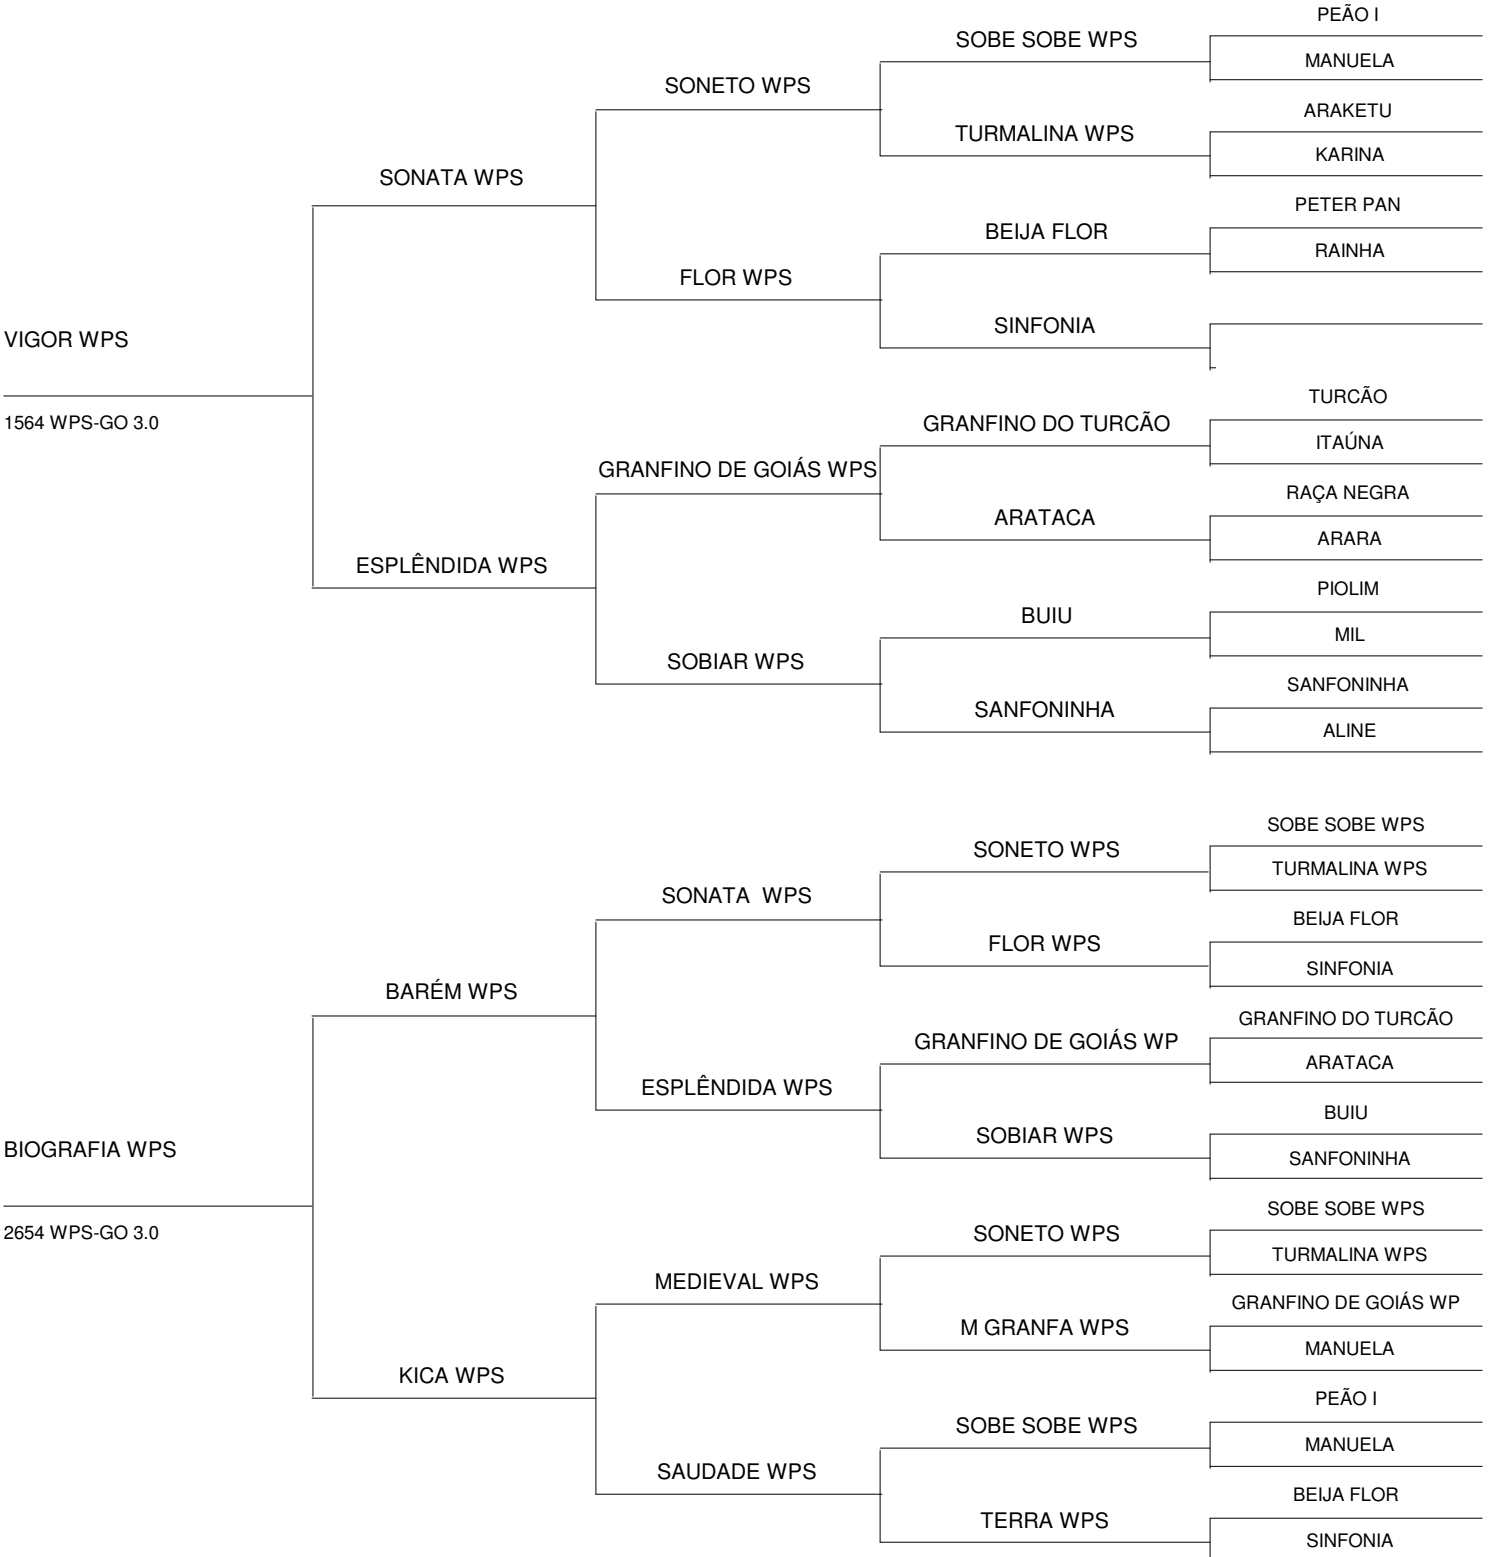 PEÃO I
SOBE SOBE WPS
MANUELA
SONETO WPS
ARAKETU
TURMALINA WPS
KARINA
SONATA WPS
PETER PAN
BEIJA FLOR
RAINHA
FLOR WPS
SINFONIA
VIGOR WPS
1564 WPS-GO 3.0
TURCÃO
GRANFINO DO TURCÃO
ITAÚNA
GRANFINO DE GOIÁS WPS
RAÇA NEGRA
ARATACA
ARARA
ESPLÊNDIDA WPS
PIOLIM
BUIU
MIL
SOBIAR WPS
SANFONINHA
SANFONINHA
ALINE
SOBE SOBE WPS
SONETO WPS
TURMALINA WPS
SONATA  WPS
BEIJA FLOR
FLOR WPS
SINFONIA
BARÉM WPS
GRANFINO DO TURCÃO
GRANFINO DE GOIÁS WP
ARATACA
ESPLÊNDIDA WPS
BUIU
SOBIAR WPS
SANFONINHA
BIOGRAFIA WPS
2654 WPS-GO 3.0
SOBE SOBE WPS
SONETO WPS
TURMALINA WPS
MEDIEVAL WPS
GRANFINO DE GOIÁS WP
M GRANFA WPS
MANUELA
KICA WPS
PEÃO I
SOBE SOBE WPS
MANUELA
SAUDADE WPS
BEIJA FLOR
TERRA WPS
SINFONIA